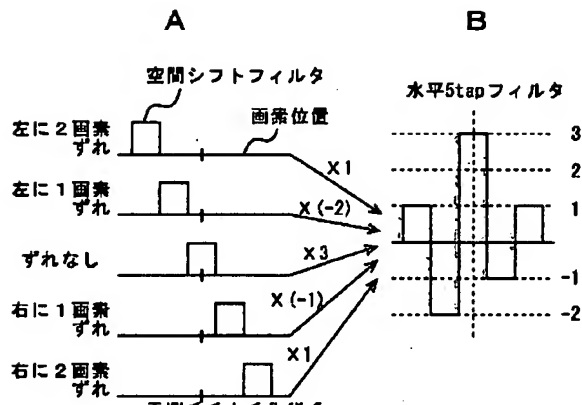 A
B
空間シフトフィルタ
水平5tapフィルタ
画素位置
左に2画素
ずれ
左に1画素
ずれ
ずれなし
右に1画素
ずれ
右に2画素
ずれ
×1
×(-2)
×3
×(-1)
×1
3
2
1
-1
-2